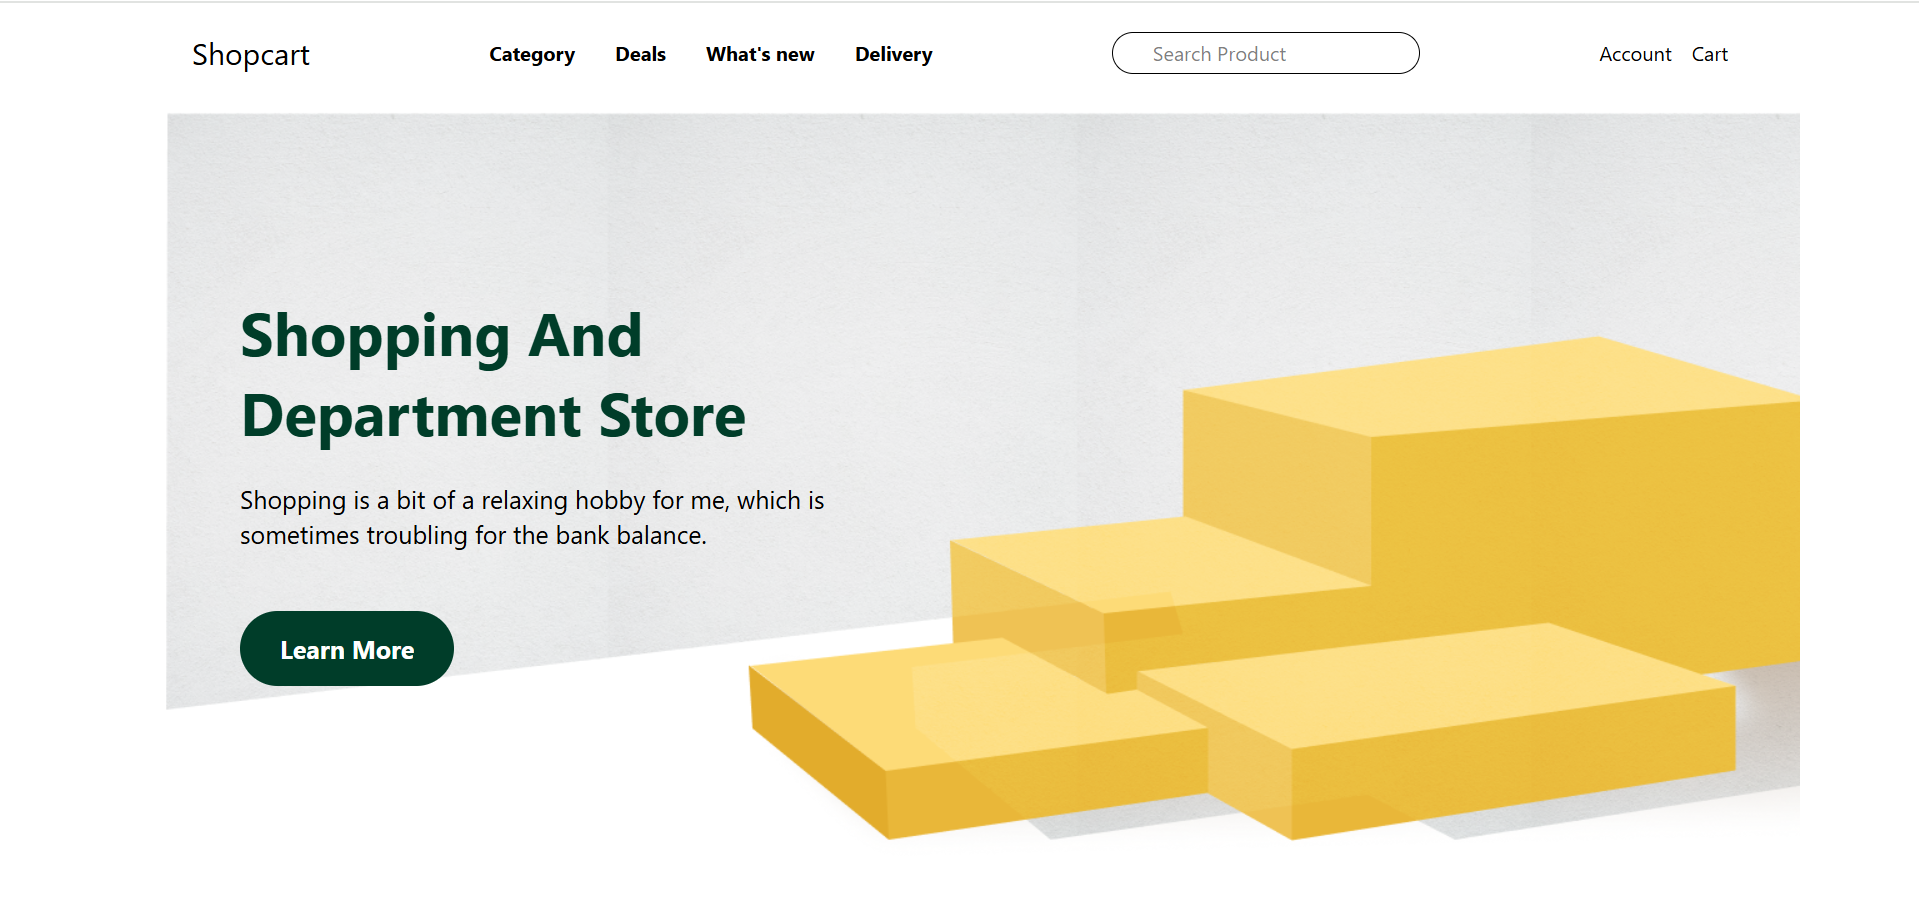 Shopcart
Category Deals What's new Delivery
Search Product
Account Cart
Shopping And
Department Store
Shopping is a bit of a relaxing hobby for me, which is
sometimes troubling for the bank balance.
Learn More